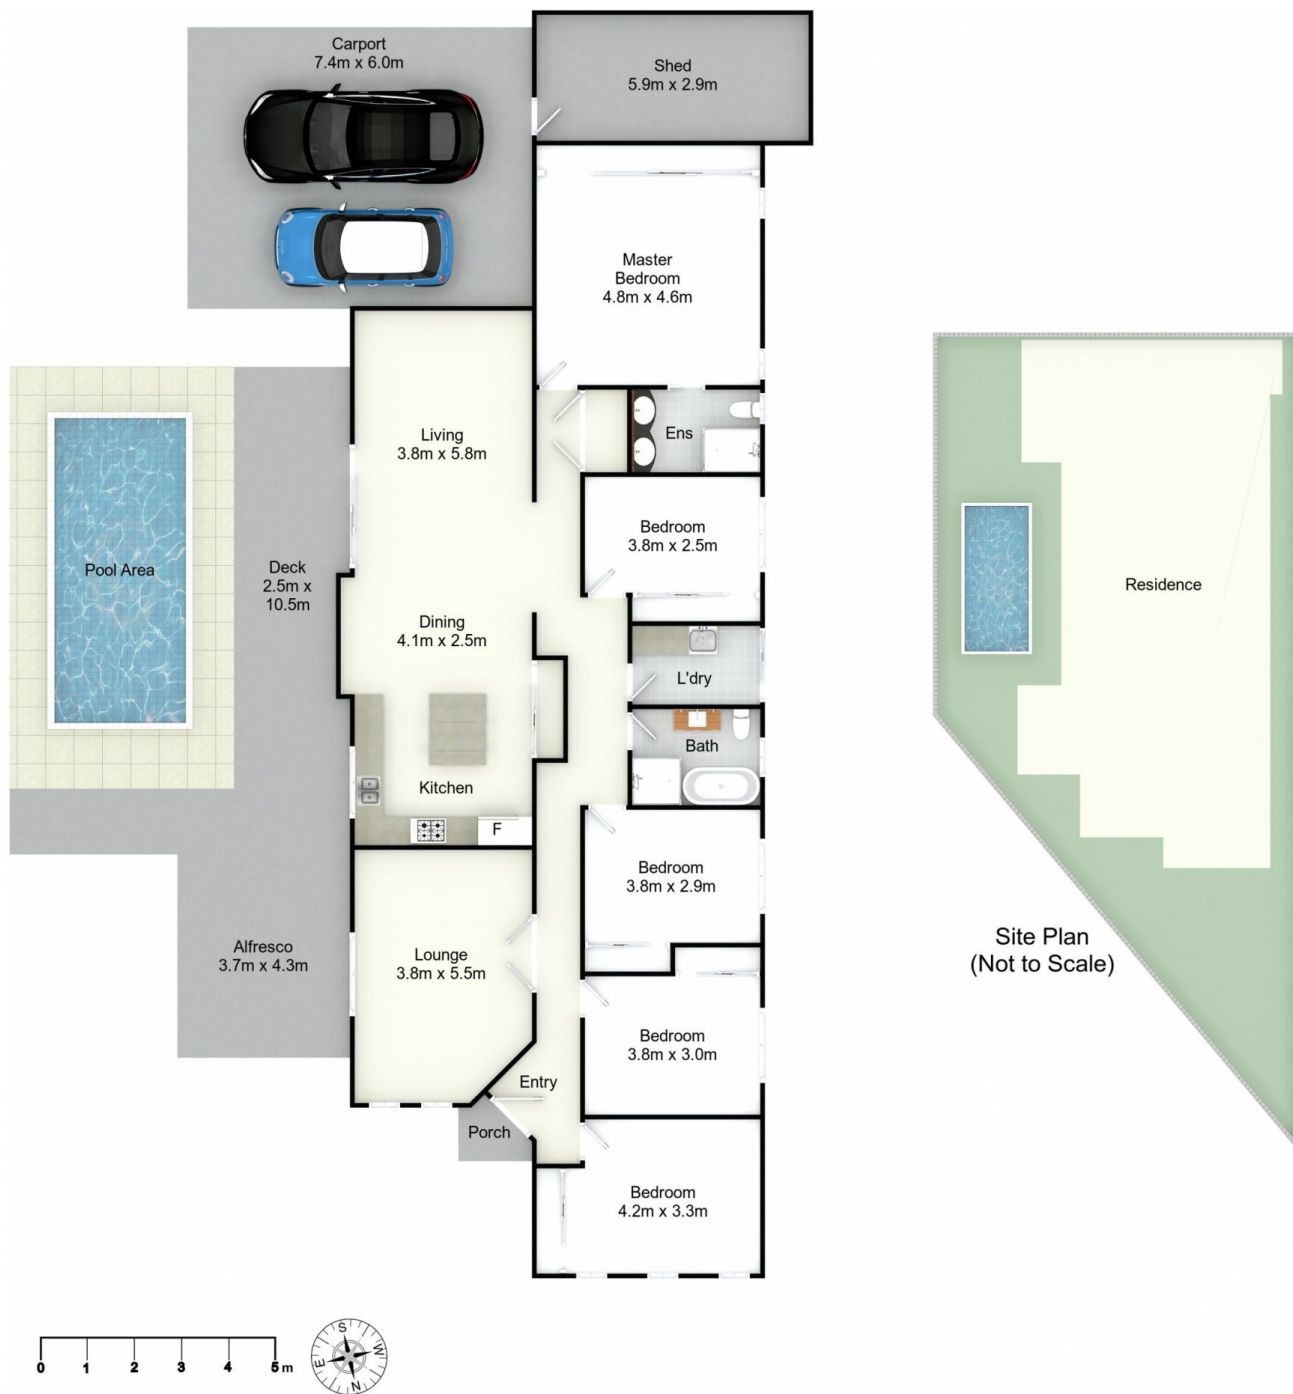 Carport
7.4m x 6.0m
Shed
5.9m x 2.9m
Master
Bedroom
4.8m x 4.6m
Living
3.8m x 5.8m
Ens
Bedroom
3.8m x 2.5m
Pool Area
Deck
2.5m x
10.5m
Dining
4.1m x 2.5m
L'dry
Bath
Kitchen
F
Bedroom
3.8m x 2.9m
Alfresco
3.7m x 4.3m
Lounge
3.8m x 5.5m
Bedroom
3.8m x 3.0m
Entry
Porch
Bedroom
4.2m x 3.3m
Residence
Site Plan
(Not to Scale)
0 1 2 3 4 5 m
S
W
E
N